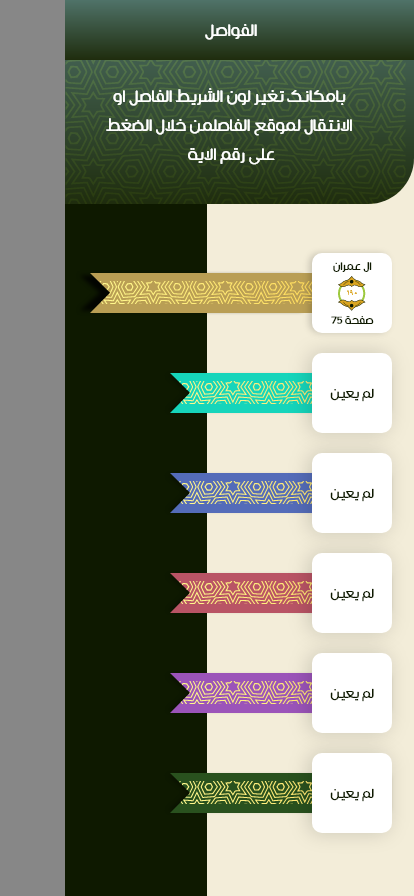 الفواصل
بامكانك تغير لون الشريط الفاصل او
الانتقال لموقع الفاصلمن خلال الضغط
على رقم الاية
ال عمران
١٩٠
صفحة 75
لم يعين
لم يعين
لم يعين
لم يعين
لم يعين